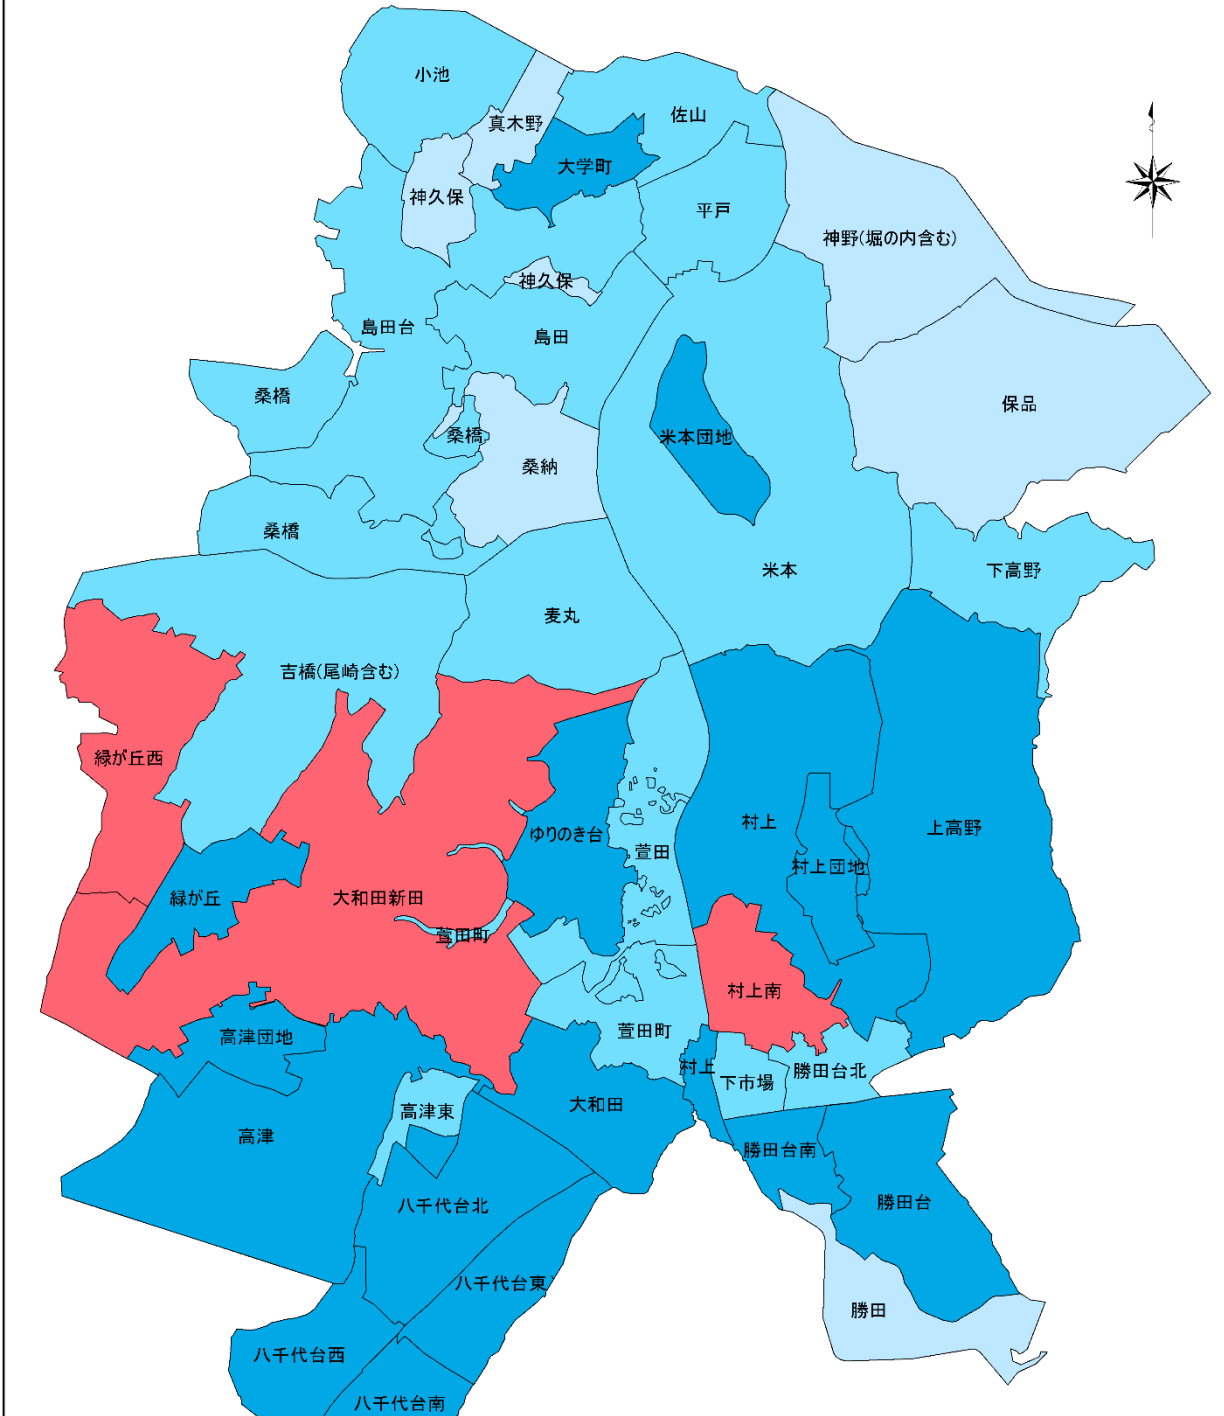 小池
真木野
佐山
大学町
神久保
平戸
神野(堀の内含む)
神久保
島田台
島田
桑橋
保品
桑橋
米本団地
桑納
桑橋
米本
下高野
麦丸
吉橋(尾崎含む)
緑が丘西
村上
上高野
ゆりのき台
萱田
村上団地
緑が丘
大和田新田
萱田町
村上南
萱田町
高津団地
村上
勝田台北
下市場
大和田
高津東
高津
勝田台南
八千代台北
勝田台
八千代台東
勝田
八千代台西
八千代台南